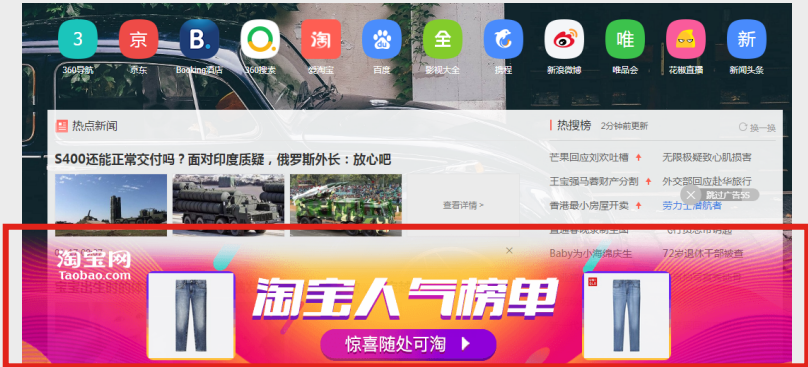 3
京
B.
淘
du
全
唯
新
360导航
京东
Booking酒店
360搜索
爱淘宝
百度
影视大全
携程
新浪微博
唯品会
花椒直播
新闻头条
热点新闻
S400还能正常交付吗？面对印度质疑，俄罗斯外长：放心吧
查看详情 >
热搜榜 2分钟前更新
换一换
芒果回应刘欢吐槽
无限极疑致心肌损害
王宝强马蓉财产分割
外交部回应赴华旅行
跳过广告5S
香港最小房屋开卖
劳力士潜航者
Baby为小海绵庆生
72岁退休干部被查
淘宝网
Taobao.com
淘宝人气榜单
惊喜随处可淘